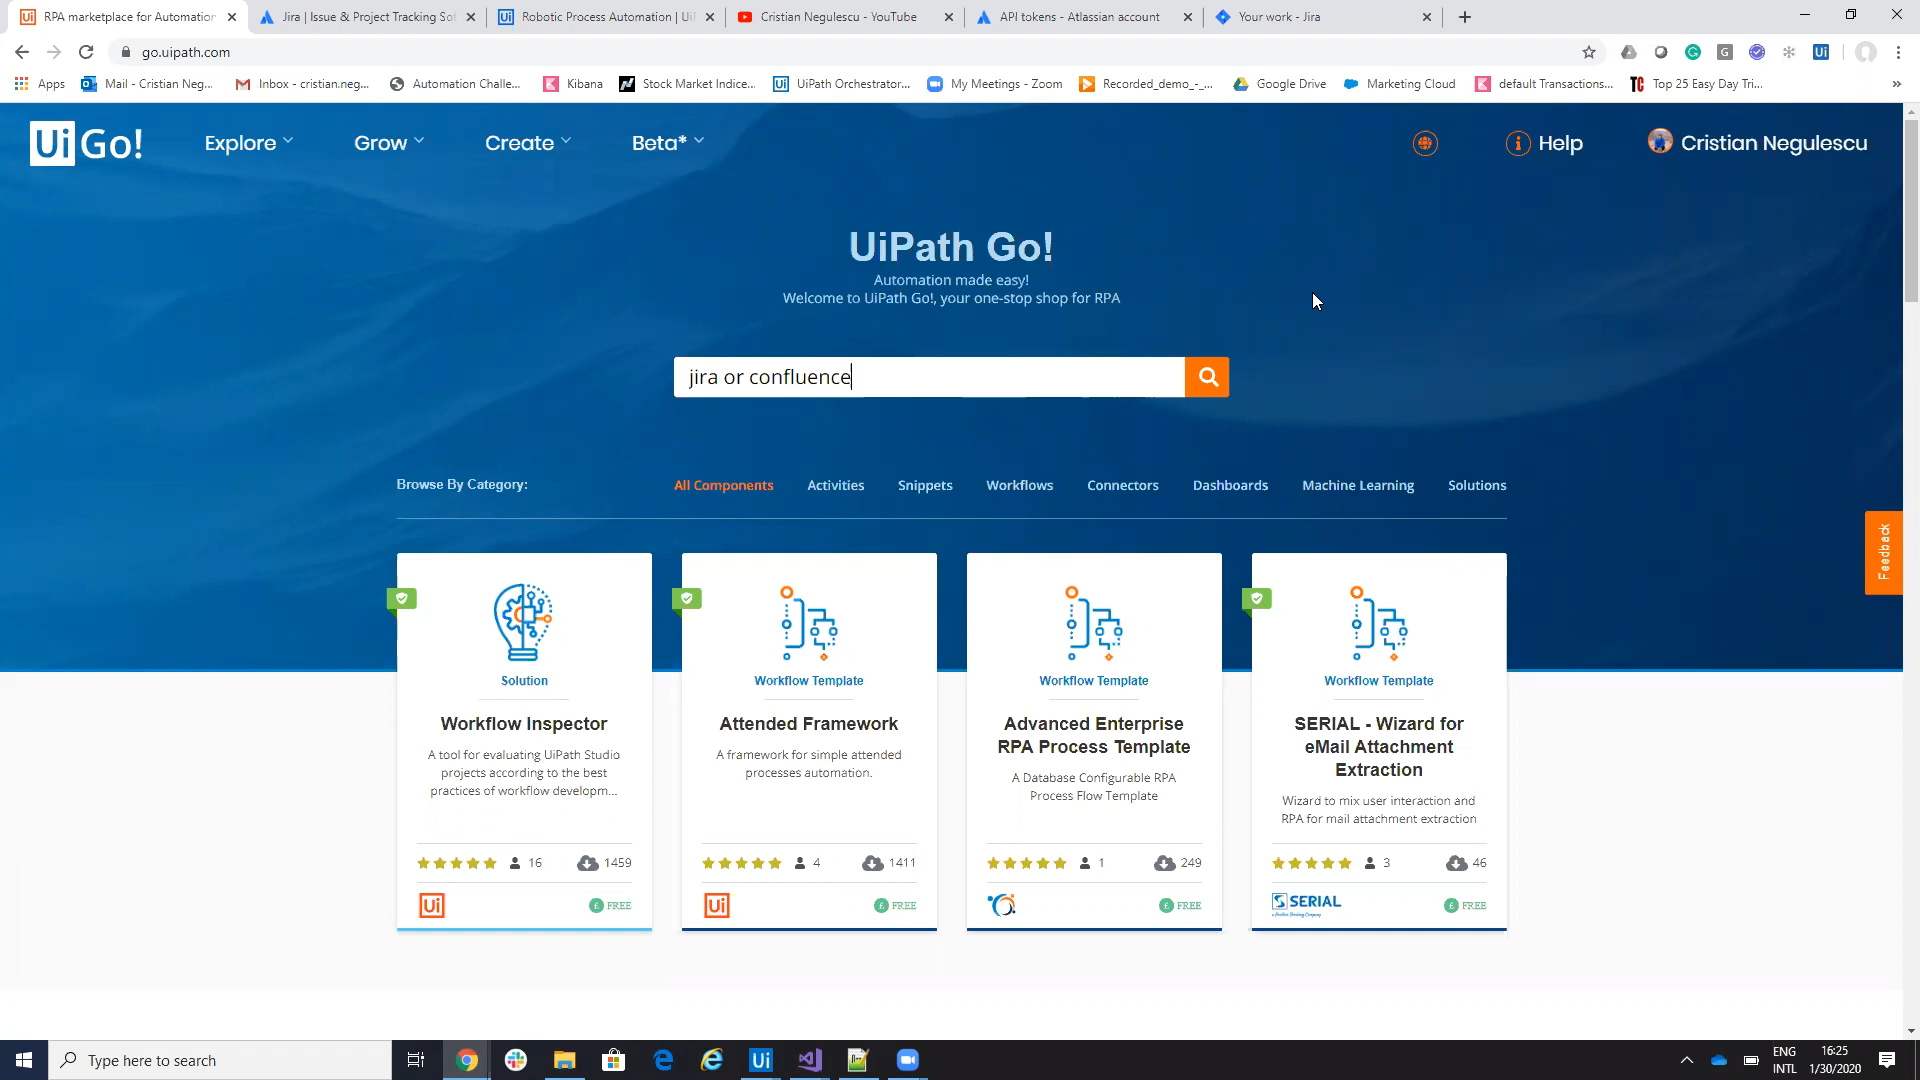 RPA marketplace for Automation
Jira | Issue & Project Tracking Sof
Robotic Process Automation | UiP
Cristian Negulescu - YouTube
API tokens - Atlassian account
Your work - Jira
go.uipath.com
Apps
Mail - Cristian Neg...
Inbox - cristian.neg...
Automation Challe...
Kibana
Stock Market Indice...
UiPath Orchestrator...
My Meetings - Zoom
Recorded_demo_-_...
Google Drive
Marketing Cloud
default Transactions...
Top 25 Easy Day Tri...
Ui Go!
Explore
Grow
Create
Beta*
Help
Cristian Negulescu
UiPath Go!
Automation made easy!
Welcome to UiPath Go!, your one-stop shop for RPA
jira or confluence
Browse By Category:
All Components
Activities
Snippets
Workflows
Connectors
Dashboards
Machine Learning
Solutions
Feedback
Solution
Workflow Inspector
A tool for evaluating UiPath Studio
projects according to the best
practices of workflow developm...
16
1459
Ui
FREE
Workflow Template
Attended Framework
A framework for simple attended
processes automation.
4
1411
Ui
FREE
Workflow Template
Advanced Enterprise
RPA Process Template
A Database Configurable RPA
Process Flow Template
1
249
FREE
Workflow Template
SERIAL - Wizard for
eMail Attachment
Extraction
Wizard to mix user interaction and
RPA for mail attachment extraction
3
46
SERIAL
FREE
Type here to search
ENG
INTL
16:25
1/30/2020